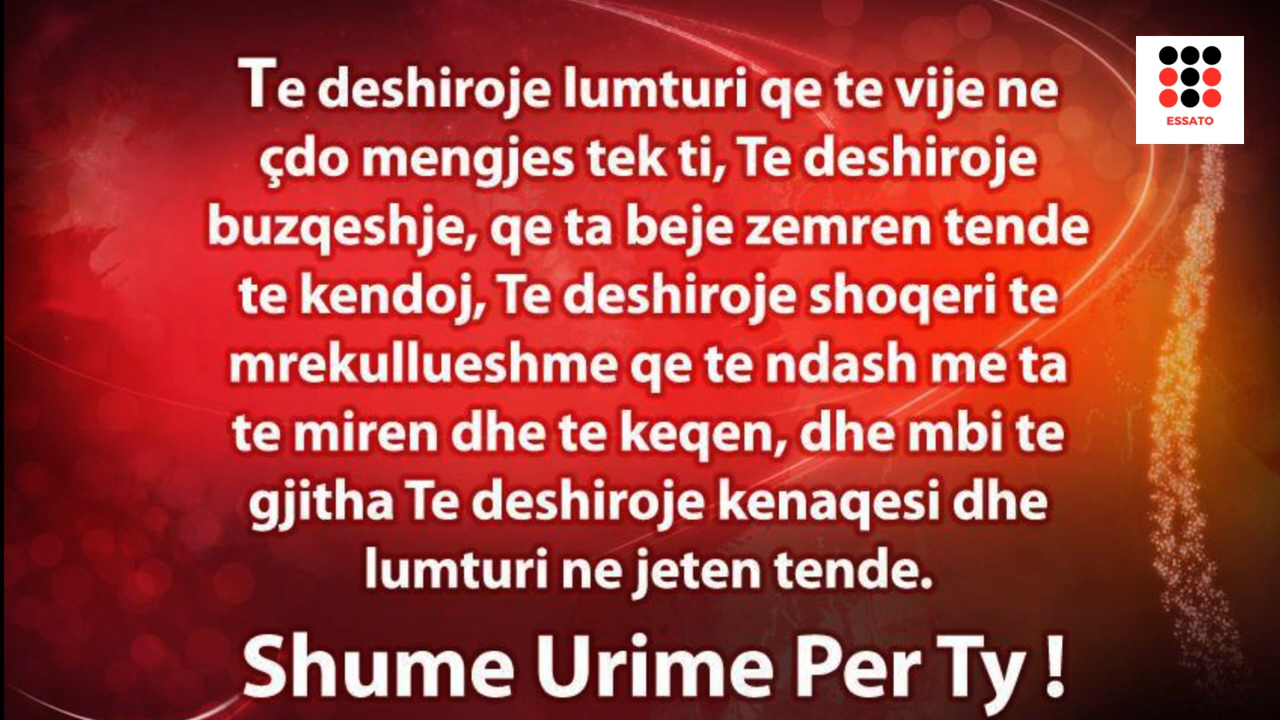 Te deshiroje lumturi qe te vije ne
çdo mengjes tek ti, Te deshiroje
buzqeshje, qe ta beje zemren tende
te kendoj, Te deshiroje shoqeri te
mrekullueshme qe te ndash me ta
te miren dhe te keqen, dhe mbi te
gjitha Te deshiroje kenaqesi dhe
lumturi ne jeten tende.
Shume Urime Per Ty !
ESSATO